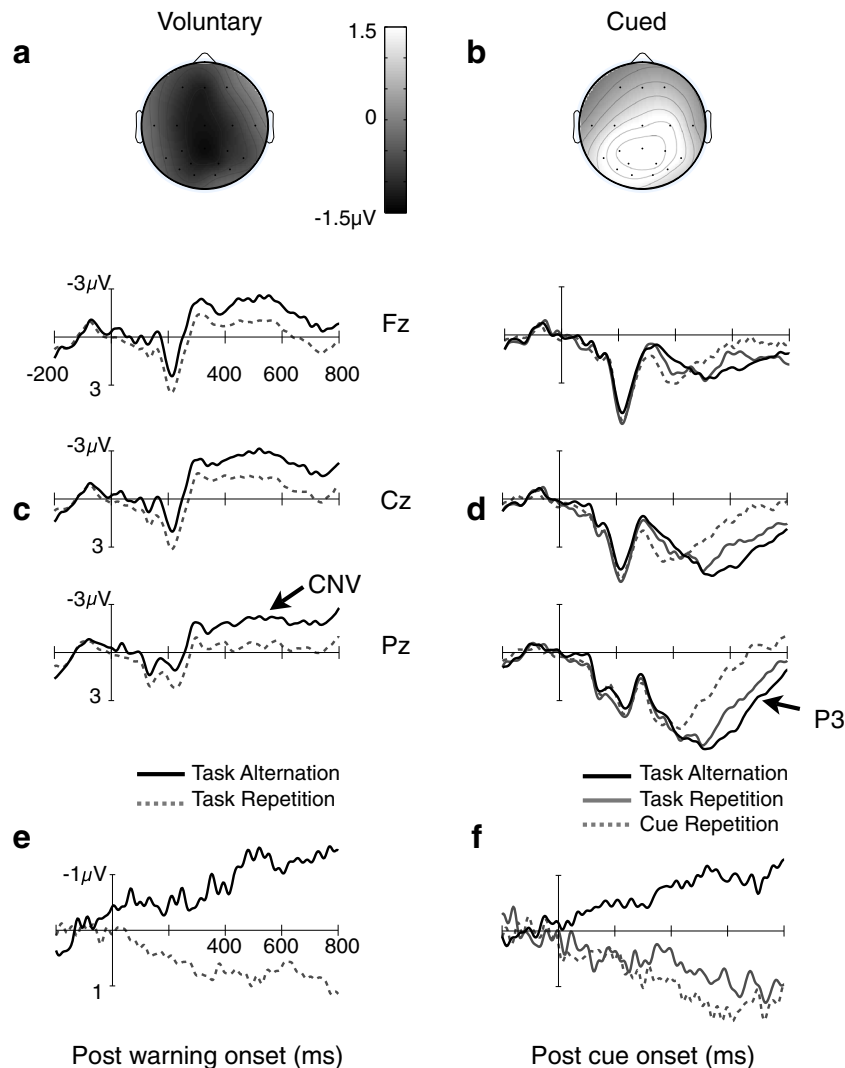 Voluntary
Cued
a
b
1.5
0
-1.5µV
-3µV
Fz
-200
400
600
800
3
-3µV
c
Cz
d
3
-3µV
CNV
Pz
3
P3
Task Alternation
Task Repetition
Task Alternation
Task Repetition
Cue Repetition
e
f
-1µV
400
600
800
1
Post warning onset (ms)
Post cue onset (ms)